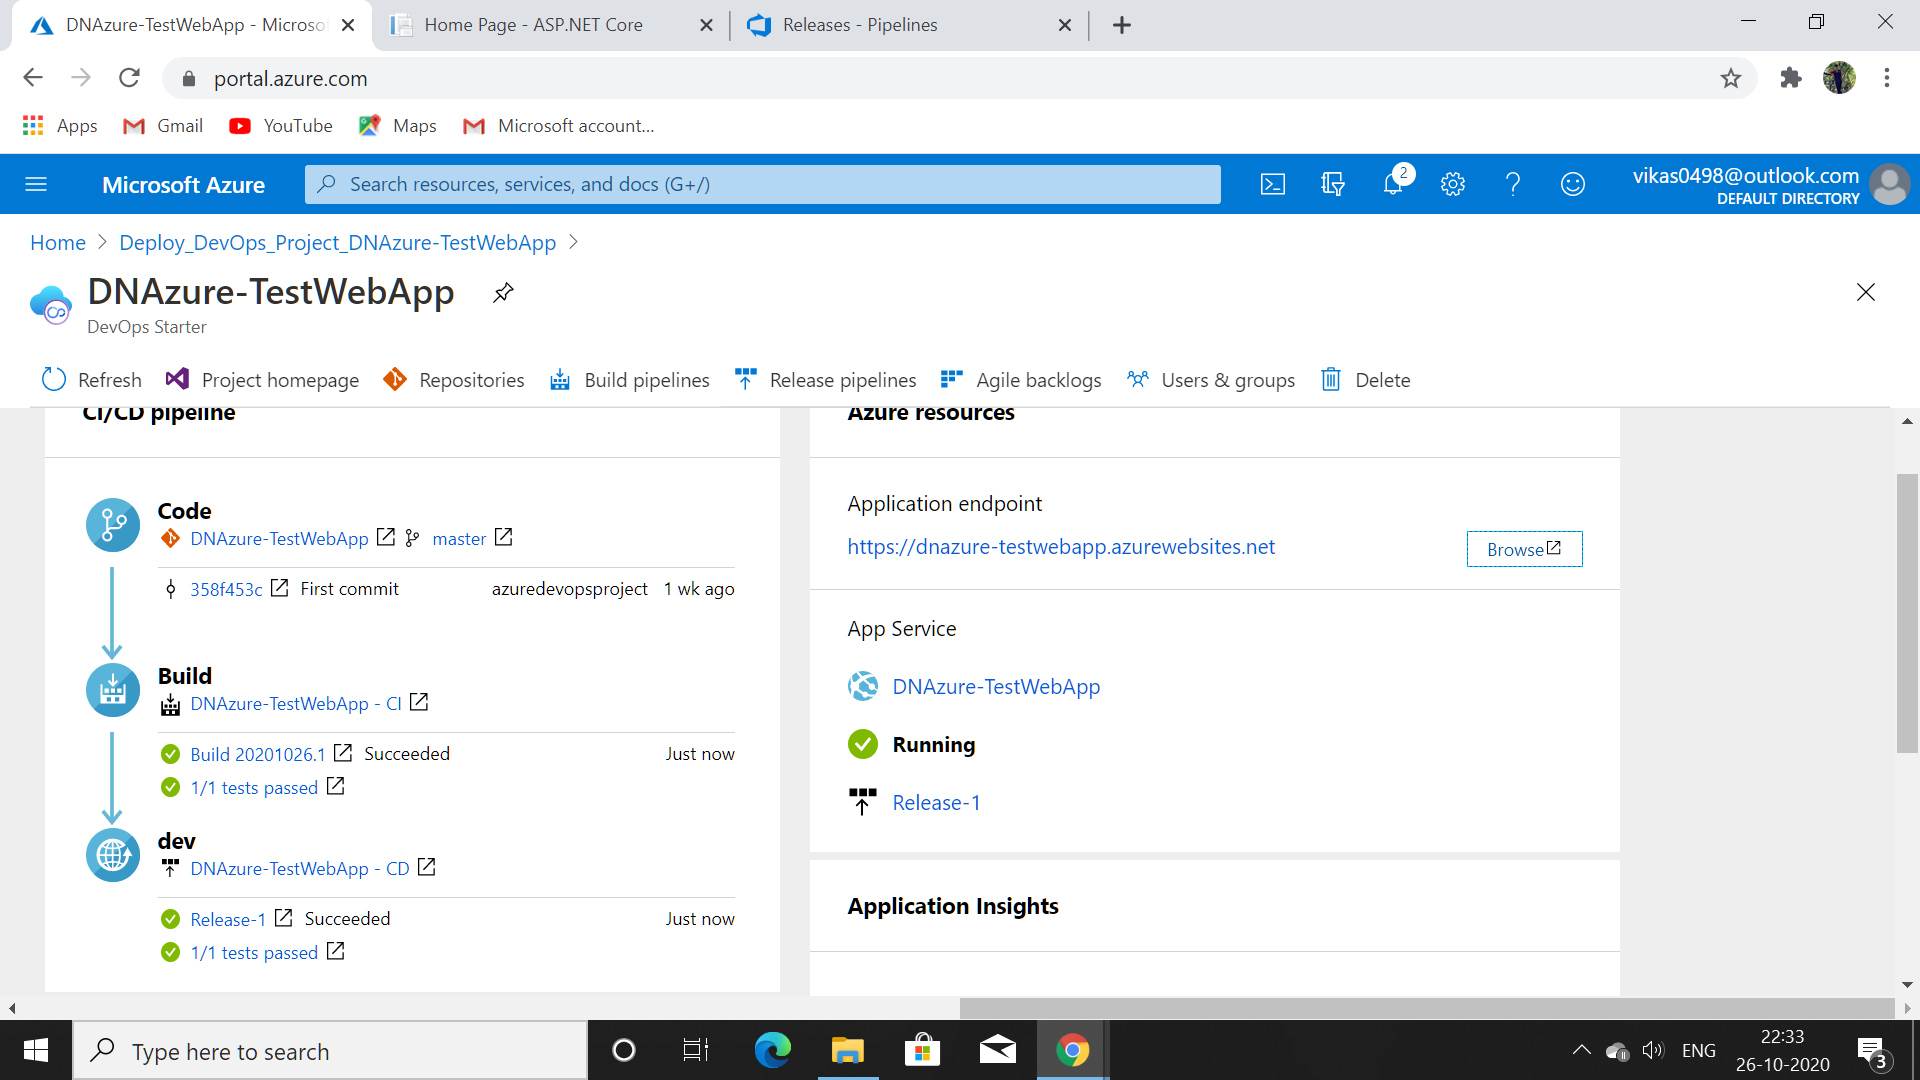 DNAzure-TestWebApp - Microso
Home Page - ASP.NET Core
Releases - Pipelines
portal.azure.com
Apps
Gmail
YouTube
Maps
Microsoft account...
Microsoft Azure
Search resources, services, and docs (G+/)
2
vikas0498@outlook.com
DEFAULT DIRECTORY
Home
Deploy_DevOps_Project_DNAzure-TestWebApp
DNAzure-TestWebApp
DevOps Starter
Refresh
Project homepage
Repositories
Build pipelines
Release pipelines
Agile backlogs
Users & groups
Delete
CI/CD pipeline
Code
DNAzure-TestWebApp
master
358f453c
First commit
azuredevopsproject
1 wk ago
Build
DNAzure-TestWebApp - CI
Build 20201026.1
Succeeded
Just now
1/1 tests passed
dev
DNAzure-TestWebApp - CD
Release-1
Succeeded
Just now
1/1 tests passed
Azure resources
Application endpoint
https://dnazure-testwebapp.azurewebsites.net
Browse
App Service
DNAzure-TestWebApp
Running
Release-1
Application Insights
Type here to search
ENG
22:33
26-10-2020
3